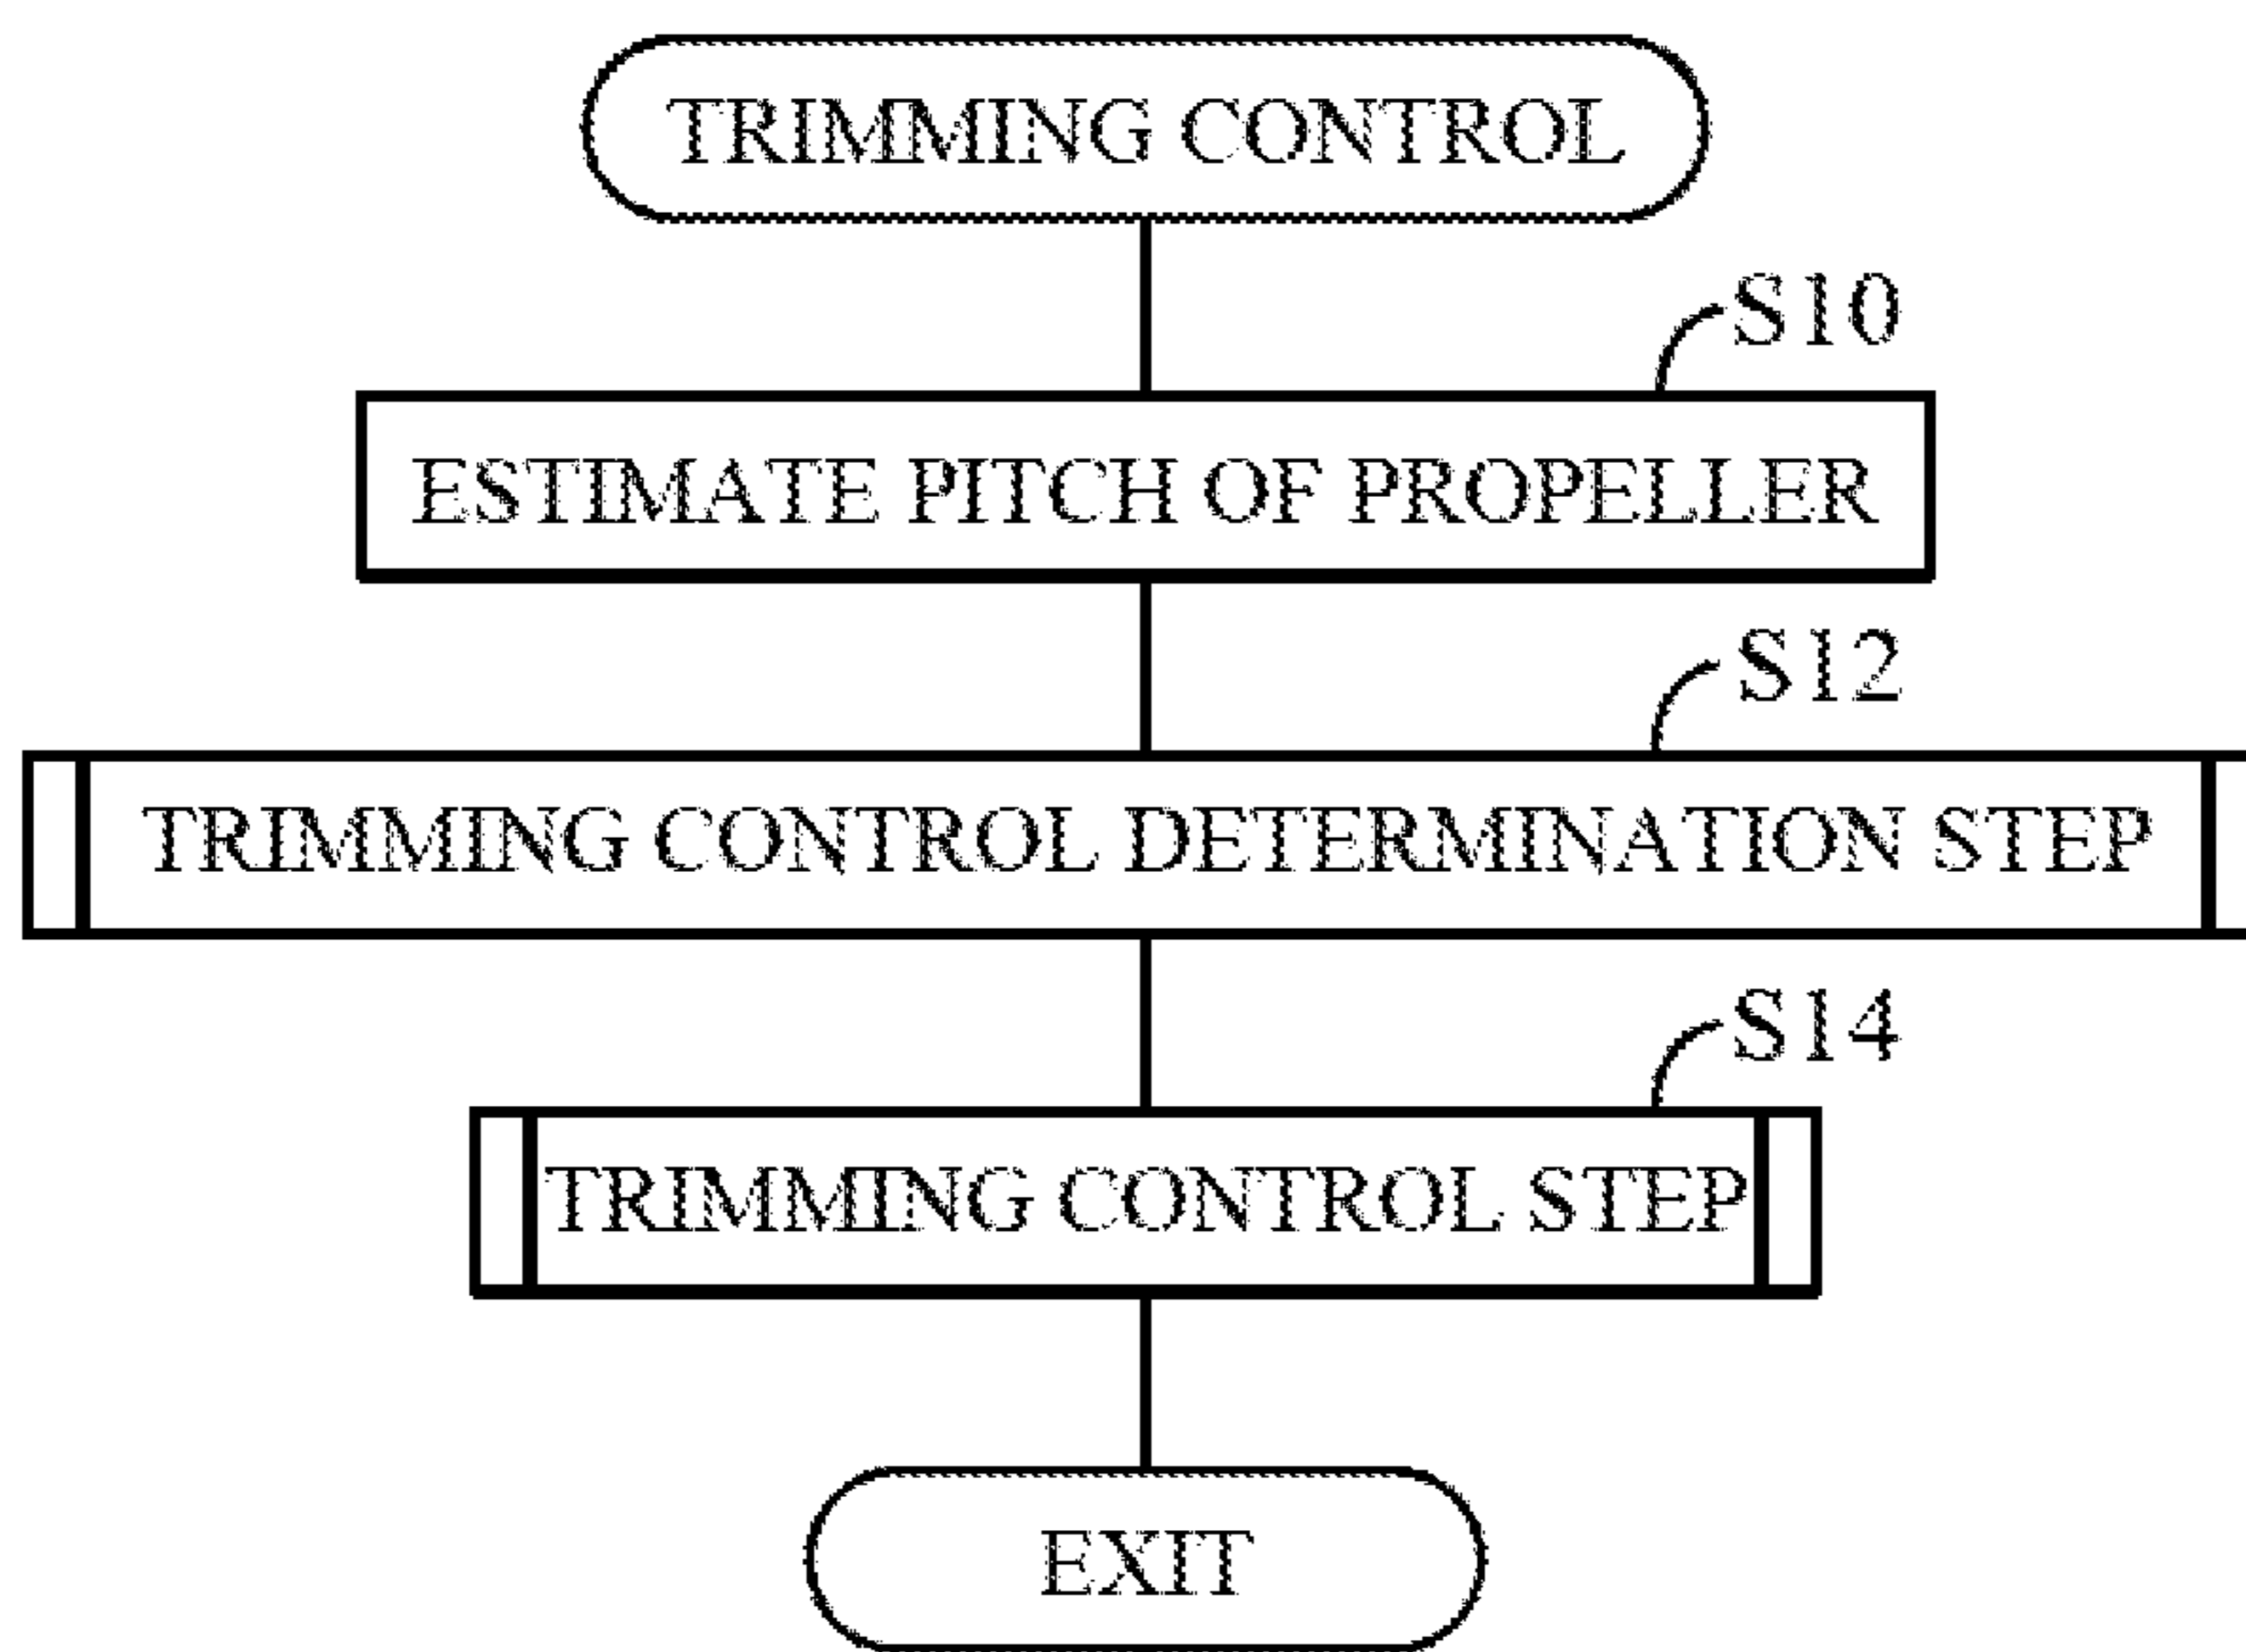 TRIMMING CONTROL
S10
ESTIMATE PITCH OF PROPELLER
S12
TRIMMING CONTROL DETERMINATION STEP
S14
TRIMMING CONTROL STEP
EXIT